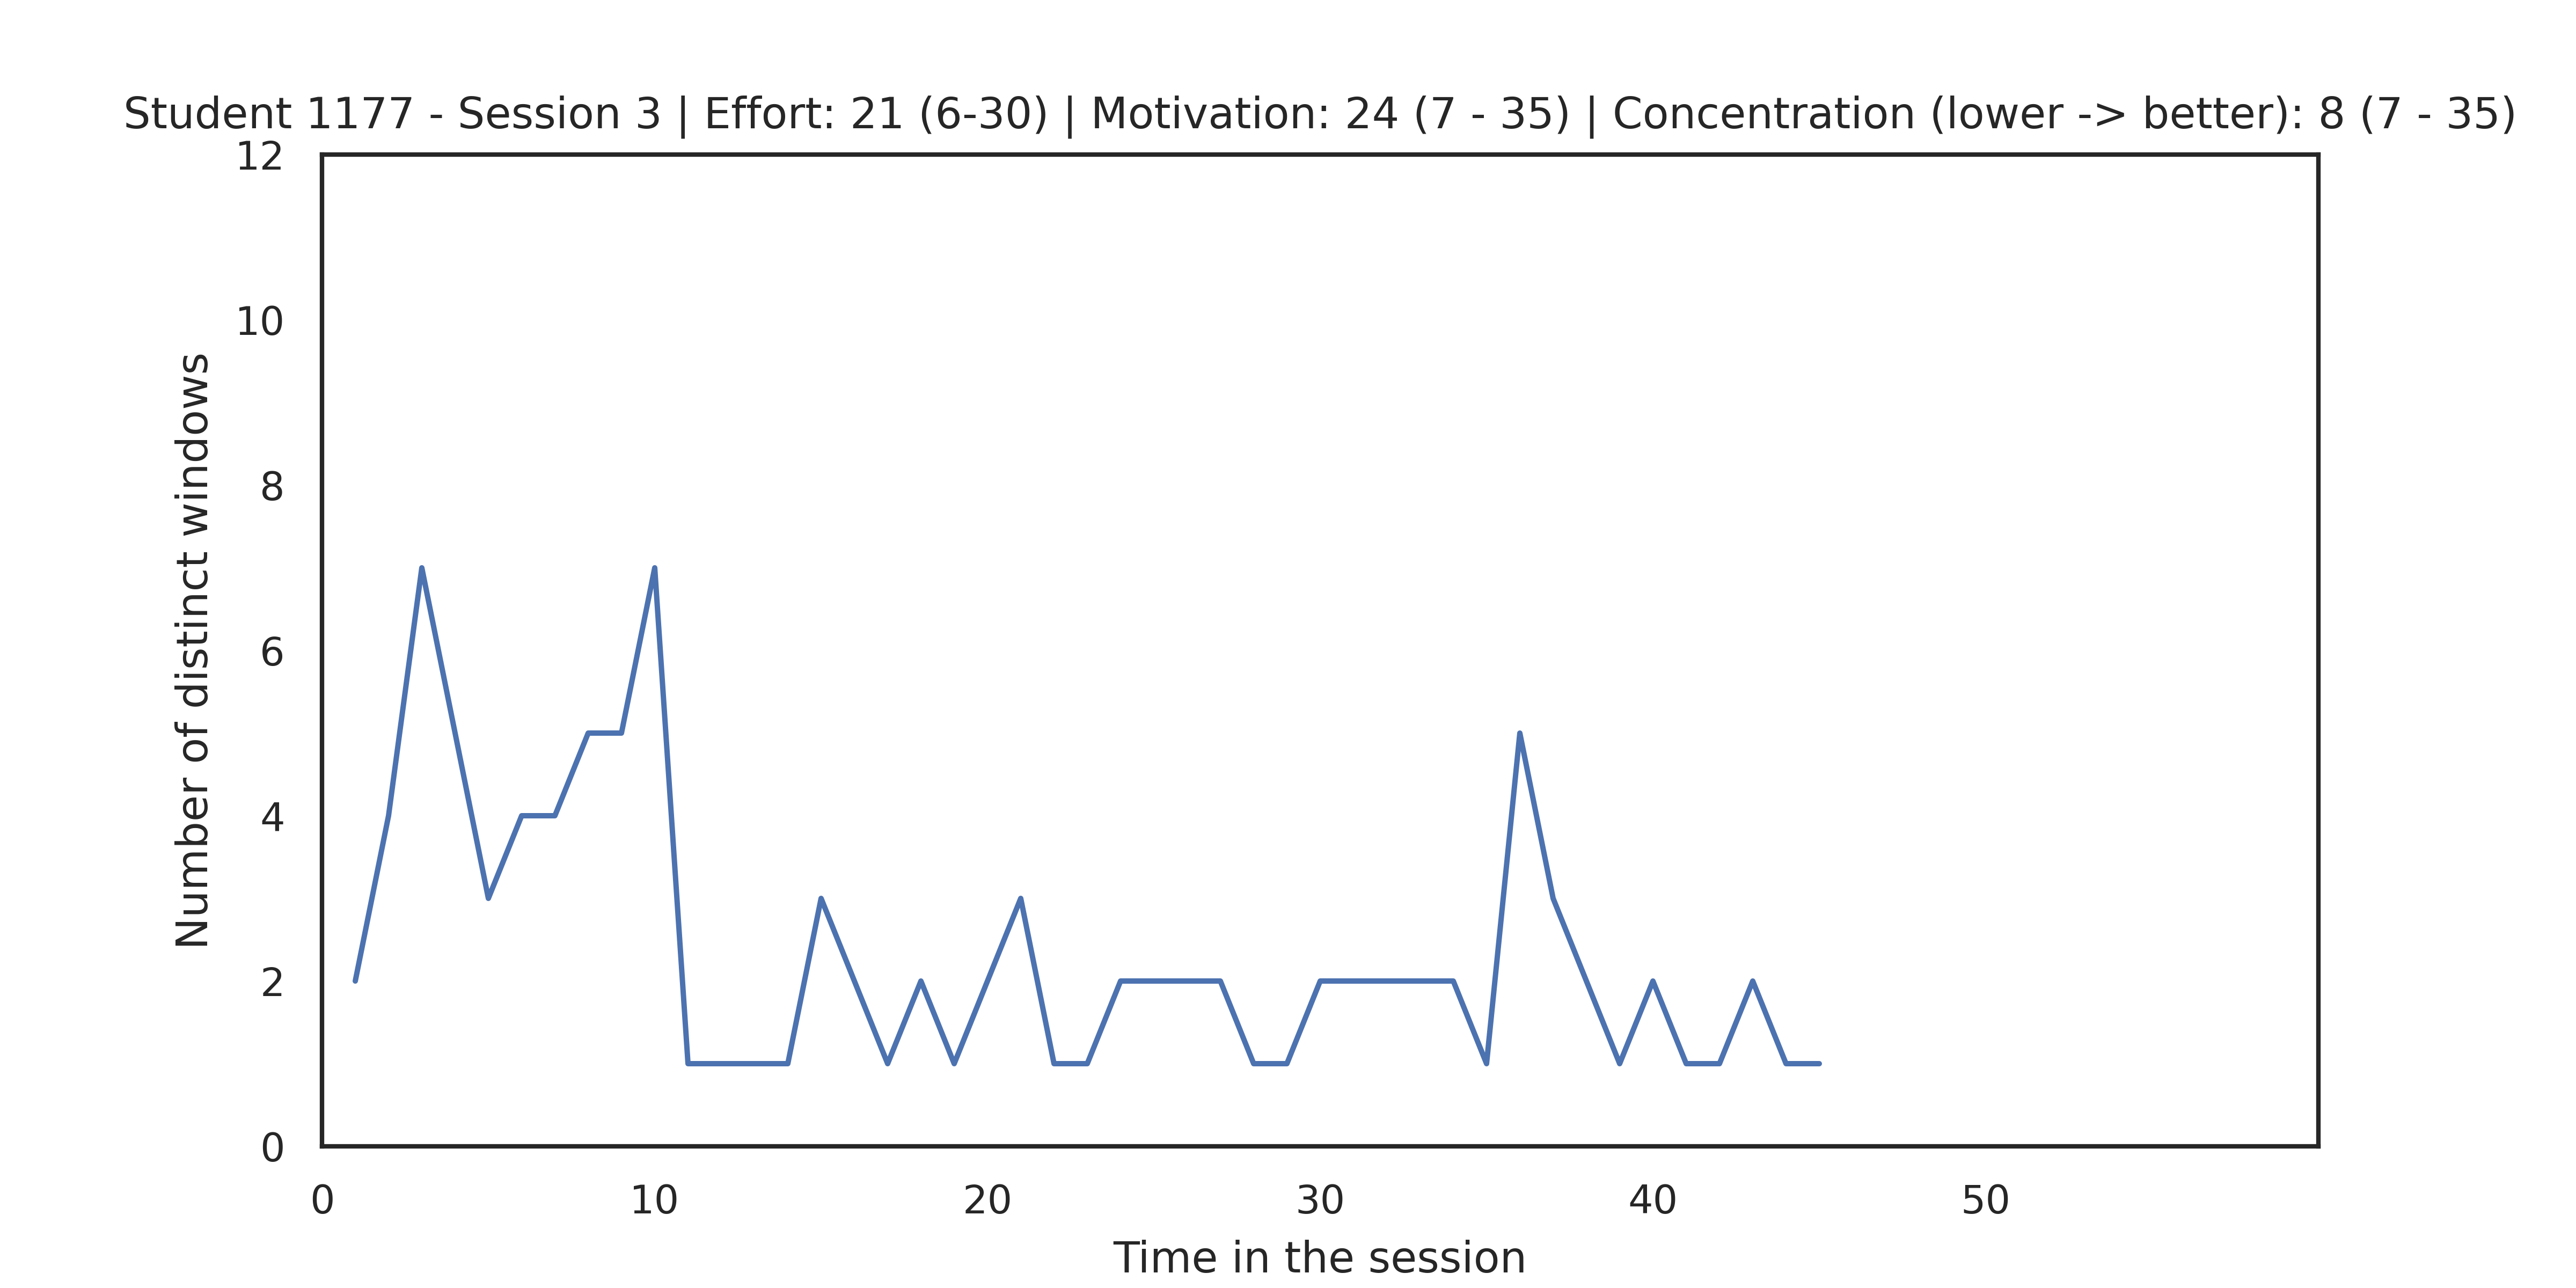 Student 1177 - Session 3 | Effort: 21 (6-30) | Motivation: 24 (7 - 35) | Concentration (lower -> better): 8 (7 - 35)
12
10
8
6
4
2
0
Number of distinct windows
0 10 20 30 40 50
Time in the session